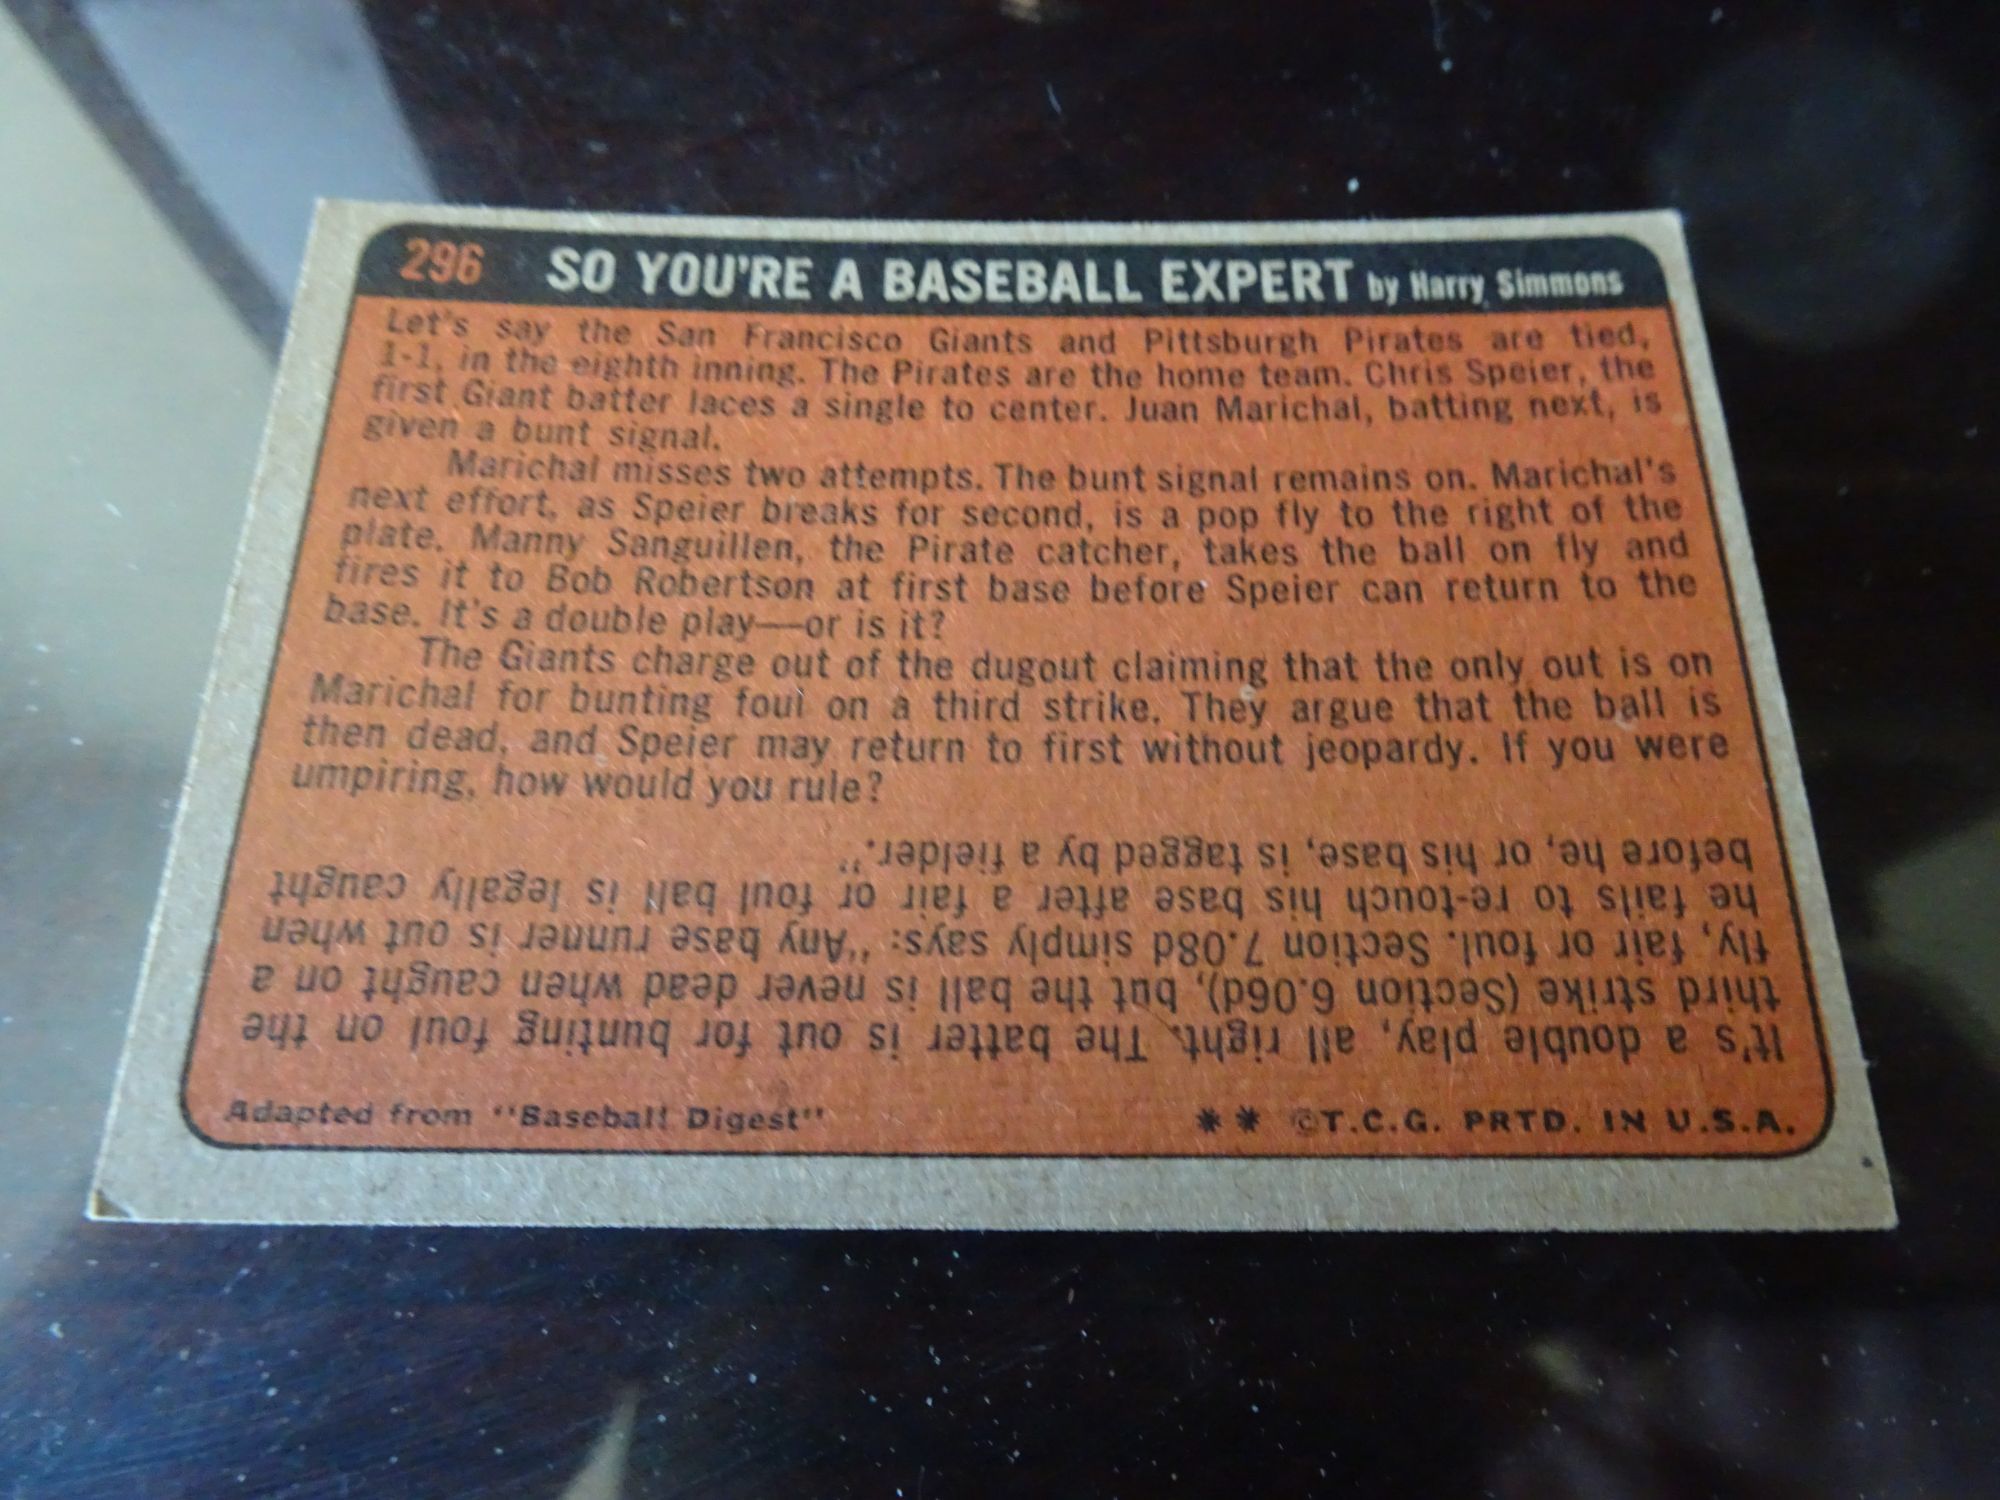 296 SO YOU'RE A BASEBALL EXPERT by Harry Simmons
Let's say the San Francisco Giants and Pittsburgh Pirates are tied,
1-1, in the eighth inning. The Pirates are the home team. Chris Speier, the
first Giant batter laces a single to center. Juan Marichal, batting next, is
given a bunt signal.
Marichal misses two attempts. The bunt signal remains on. Marichal's
next effort, as Speier breaks for second, is a pop fly to the right of the
plate. Manny Sanguillen, the Pirate catcher, takes the ball on fly and
fires it to Bob Robertson at first base before Speier can return to the
base. It's a double play—or is it?
The Giants charge out of the dugout claiming that the only out is on
Marichal for bunting foul on a third strike. They argue that the ball is
then dead, and Speier may return to first without jeopardy. If you were
umpiring, how would you rule?
It's a double play, all right. The batter is out for bunting foul on the
third strike (Section 6.06d), but the ball is never dead when caught on a
fly, fair or foul. Section 7.08d simply says: "Any base runner is out when
he fails to re-touch his base after a fair or foul ball is legally caught
before he, or his base, is tagged by a fielder."
Adapted from "Baseball Digest" ** ©T.C.G. PRTD. IN U.S.A.